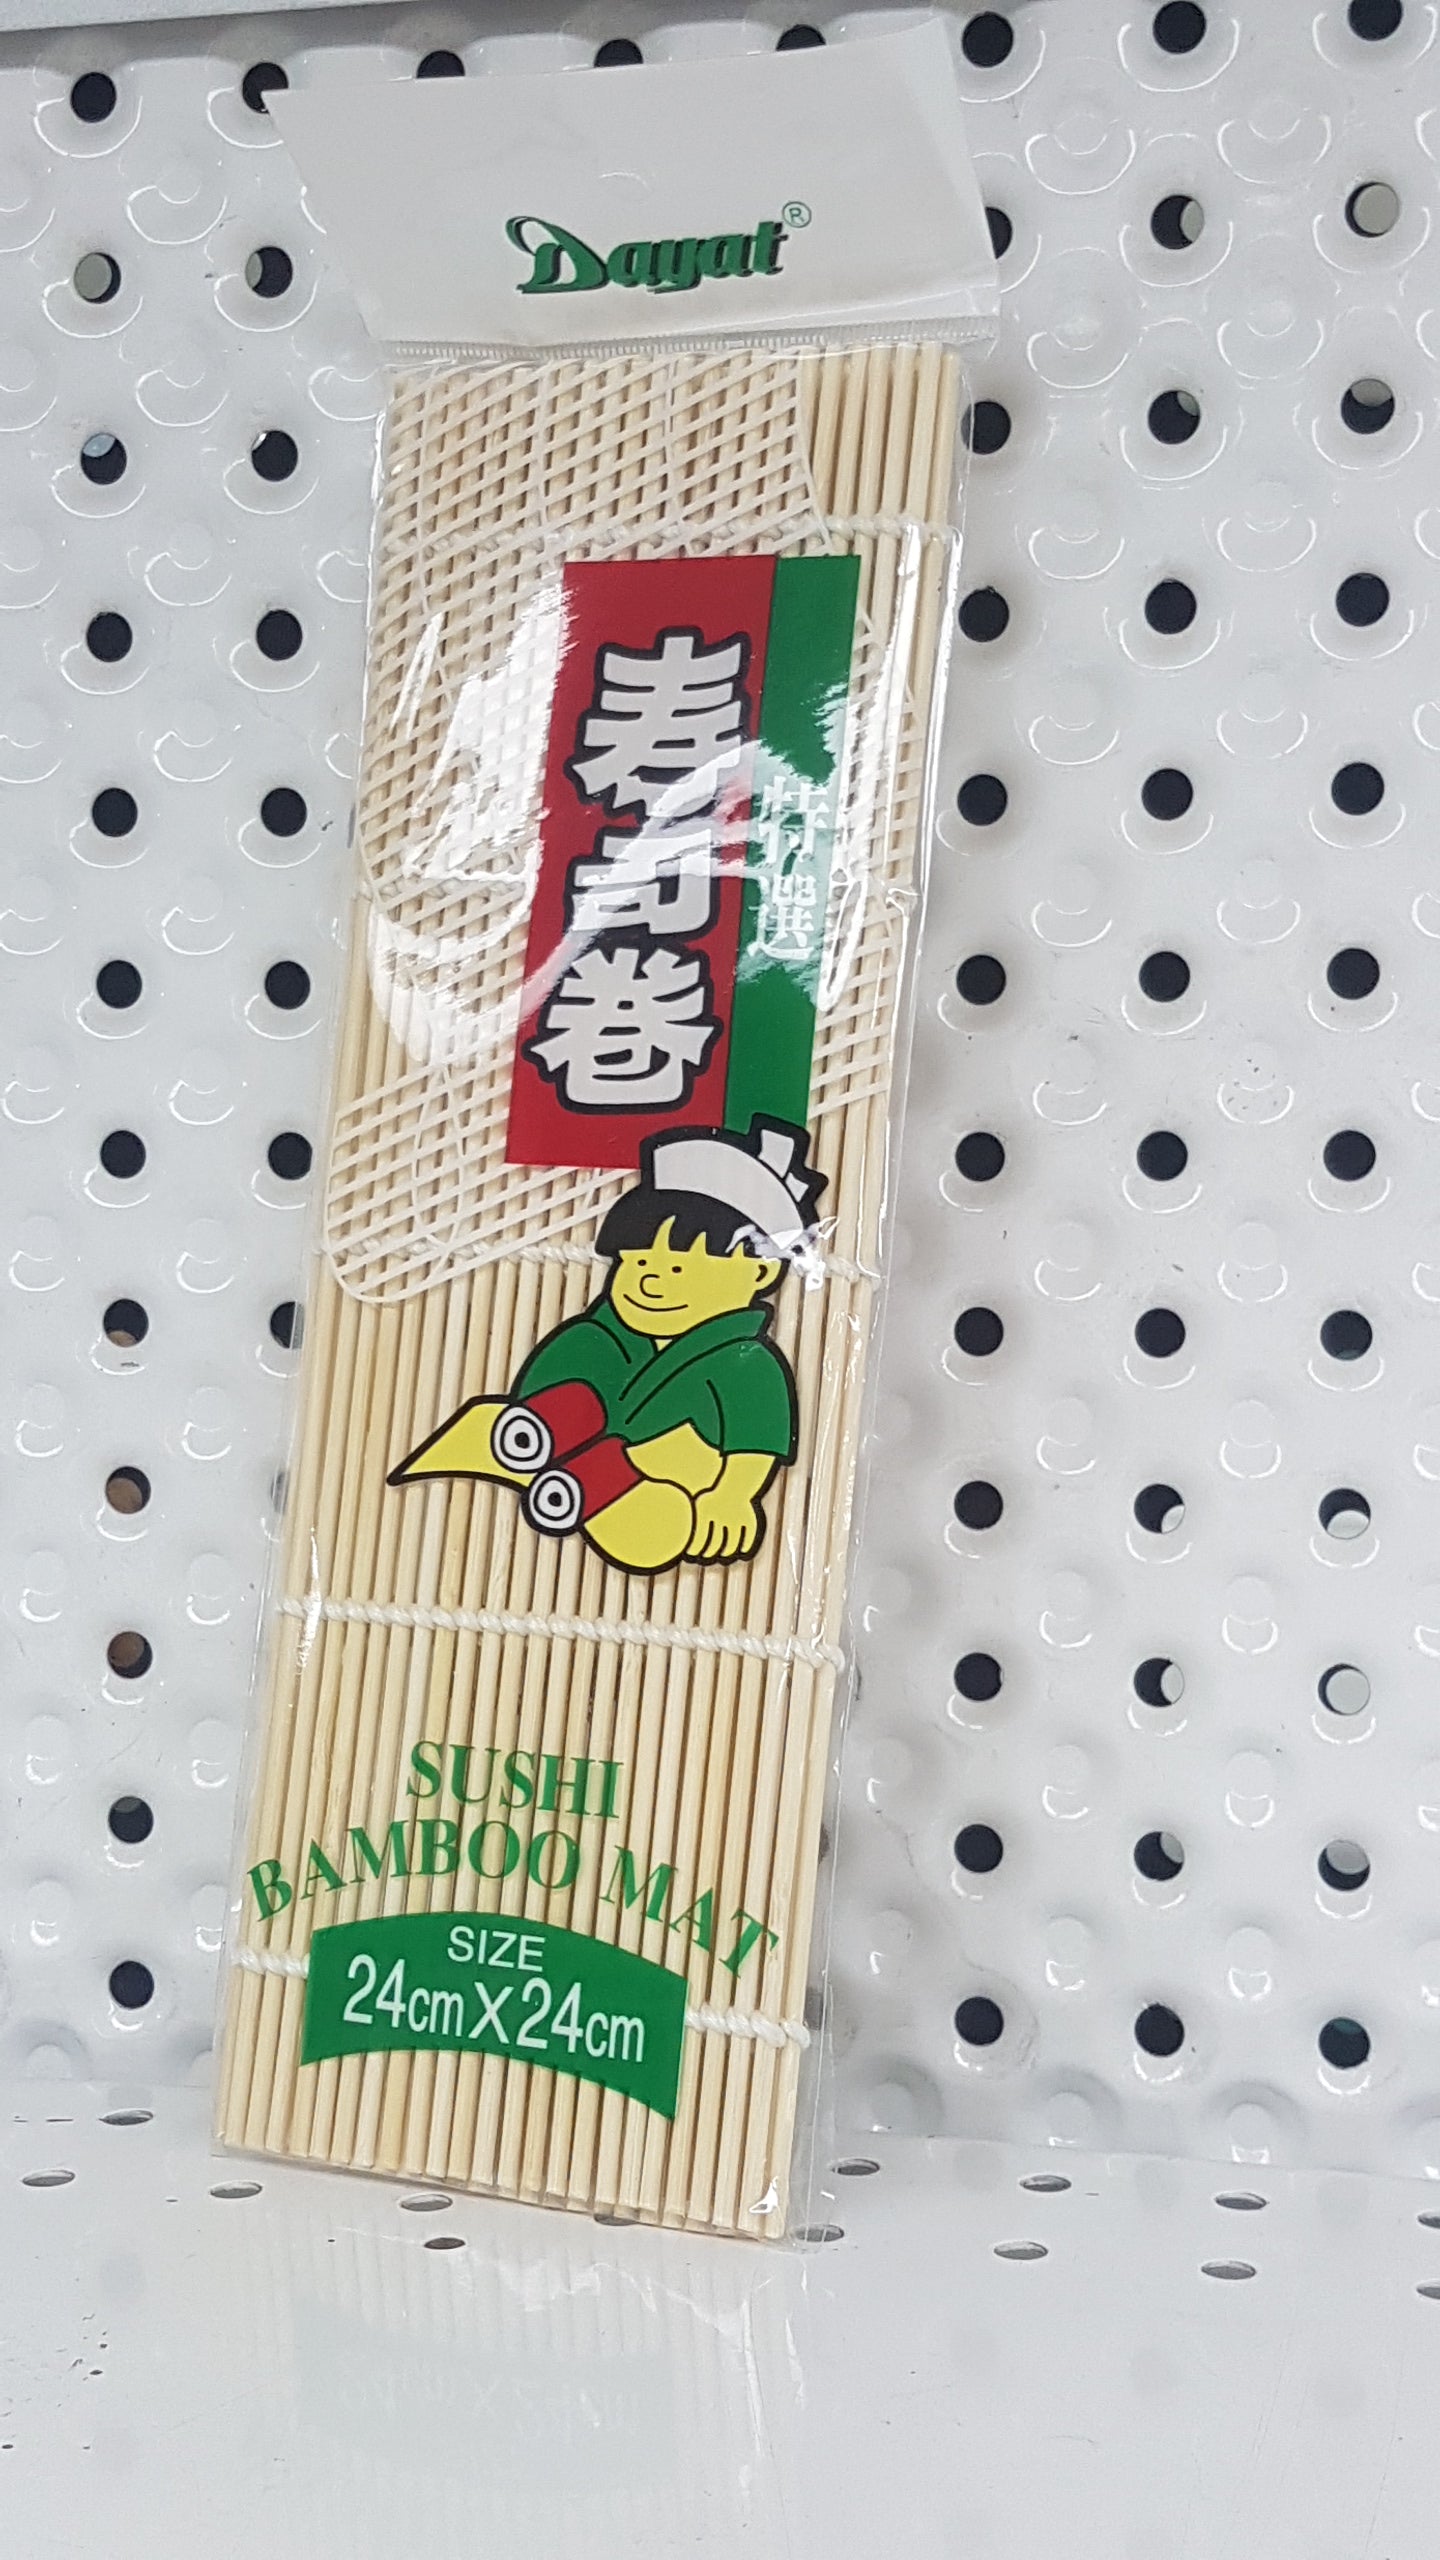 Dayat®
寿司巻
特選
SUSHI
BAMBOO MAT
SIZE
24cm X 24cm